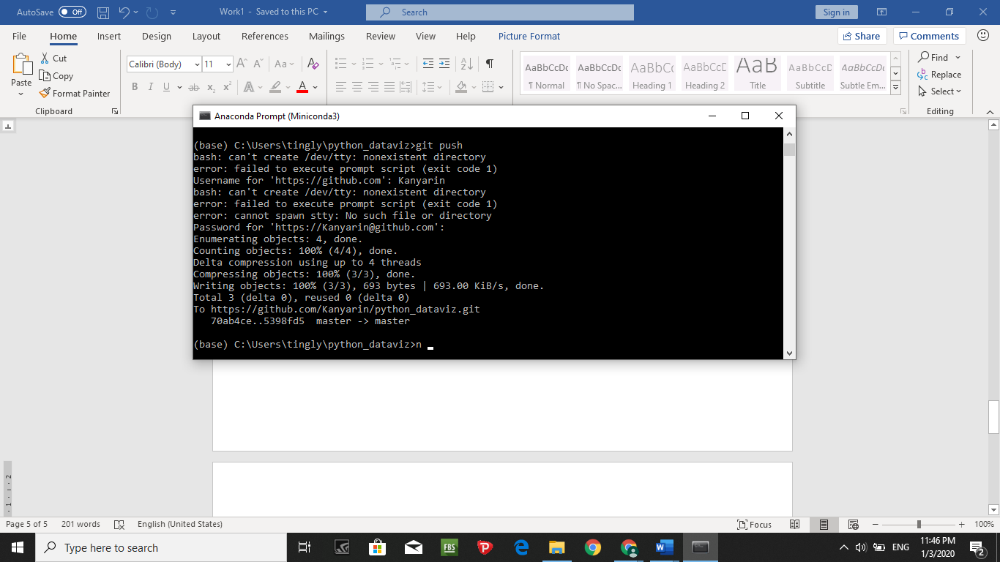 AutoSave Off Work1 - Saved to this PC Search Sign in
File Home Insert Design Layout References Mailings Review View Help Picture Format Share Comments
Paste
Cut
Copy
Format Painter
Clipboard
Calibri (Body) 11
B I U ab x₂ x² A A
AaBbCcDc AaBbCcDc AaBbCc AaBbCcD AaB AaBbCcD AaBbCcDc
¶ Normal ¶ No Spac... Heading 1 Heading 2 Title Subtitle Subtle Em...
Find
Replace
Select
Editing
Anaconda Prompt (Miniconda3)
(base) C:\Users\tingly\python_dataviz>git push
bash: can't create /dev/tty: nonexistent directory
error: failed to execute prompt script (exit code 1)
Username for 'https://github.com': Kanyarin
bash: can't create /dev/tty: nonexistent directory
error: failed to execute prompt script (exit code 1)
error: cannot spawn stty: No such file or directory
Password for 'https://Kanyarin@github.com':
Enumerating objects: 4, done.
Counting objects: 100% (4/4), done.
Delta compression using up to 4 threads
Compressing objects: 100% (3/3), done.
Writing objects: 100% (3/3), 693 bytes | 693.00 KiB/s, done.
Total 3 (delta 0), reused 0 (delta 0)
To https://github.com/Kanyarin/python_dataviz.git
70ab4ce..5398fd5 master -> master
(base) C:\Users\tingly\python_dataviz>n
Page 5 of 5 201 words English (United States) Focus 100%
Type here to search FBS ENG 11:46 PM
1/3/2020
2